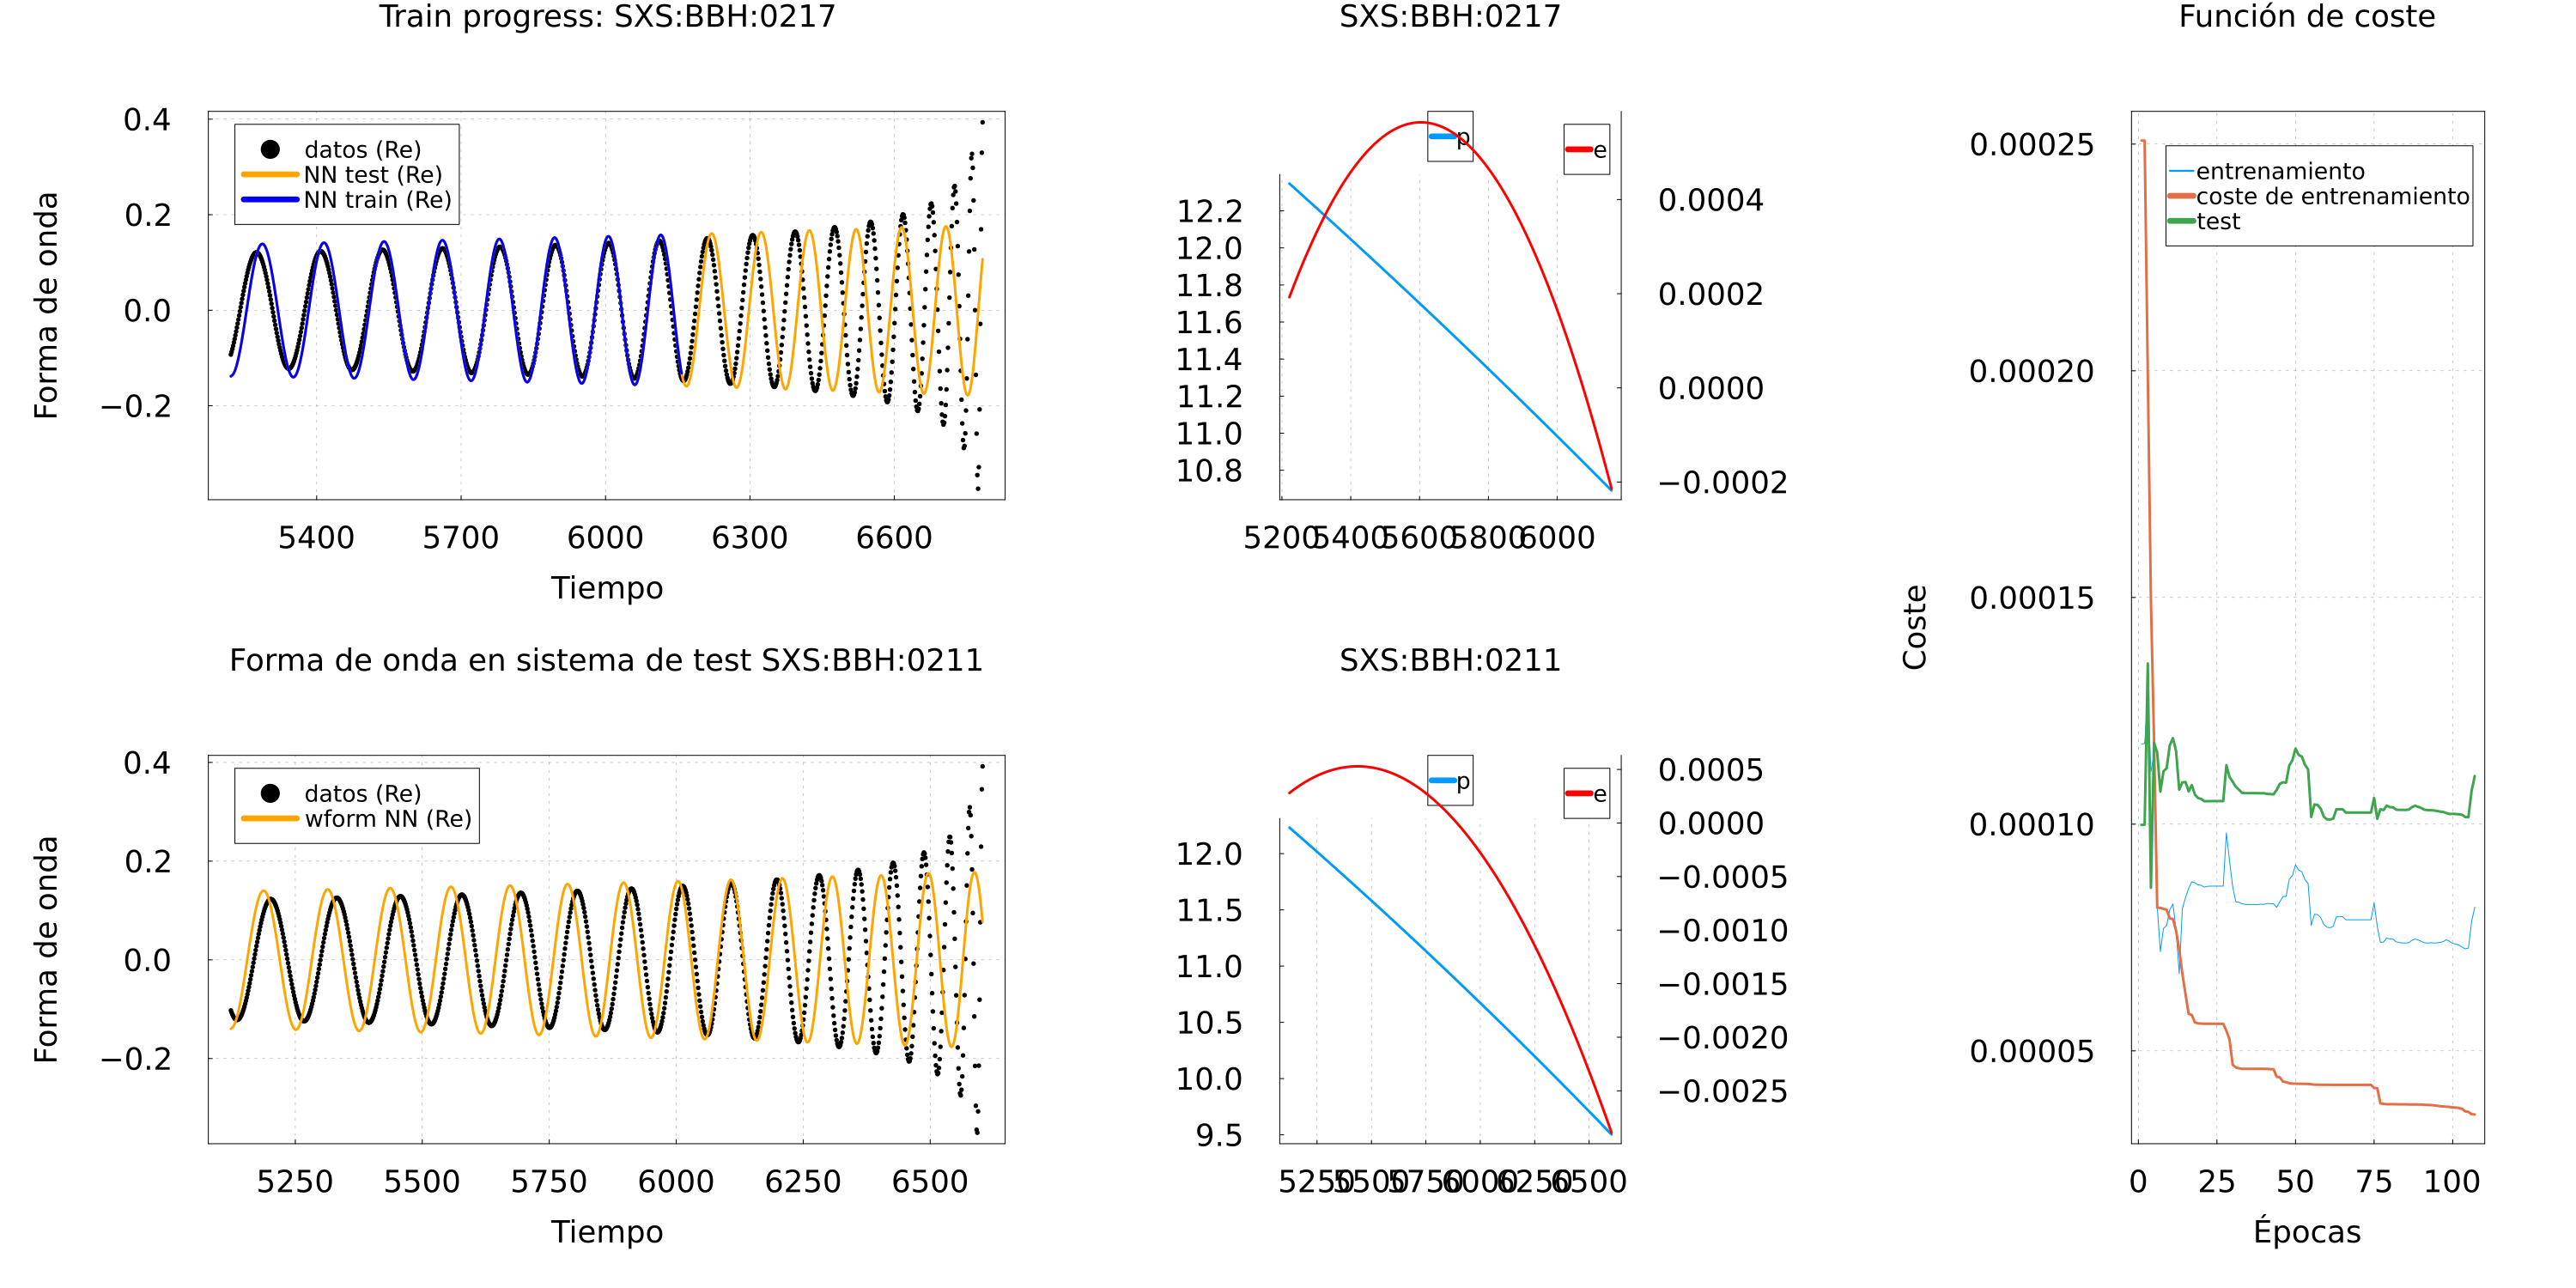 Train progress: SXS:BBH:0217
0.4
0.2
0.0
−0.2
Forma de onda
datos (Re)
NN test (Re)
NN train (Re)
5400 5700 6000 6300 6600
Tiempo
SXS:BBH:0217
12.2
12.0
11.8
11.6
11.4
11.2
11.0
10.8
p
e
0.0004
0.0002
0.0000
−0.0002
5200 5400 5600 5800 6000
Forma de onda en sistema de test SXS:BBH:0211
0.4
0.2
0.0
−0.2
Forma de onda
datos (Re)
wform NN (Re)
5250 5500 5750 6000 6250 6500
Tiempo
SXS:BBH:0211
12.0
11.5
11.0
10.5
10.0
9.5
p
e
0.0005
0.0000
−0.0005
−0.0010
−0.0015
−0.0020
−0.0025
5250 5500 5750 6000 6250 6500
Función de coste
0.00025
0.00020
0.00015
0.00010
0.00005
Coste
entrenamiento
coste de entrenamiento
test
0 25 50 75 100
Épocas